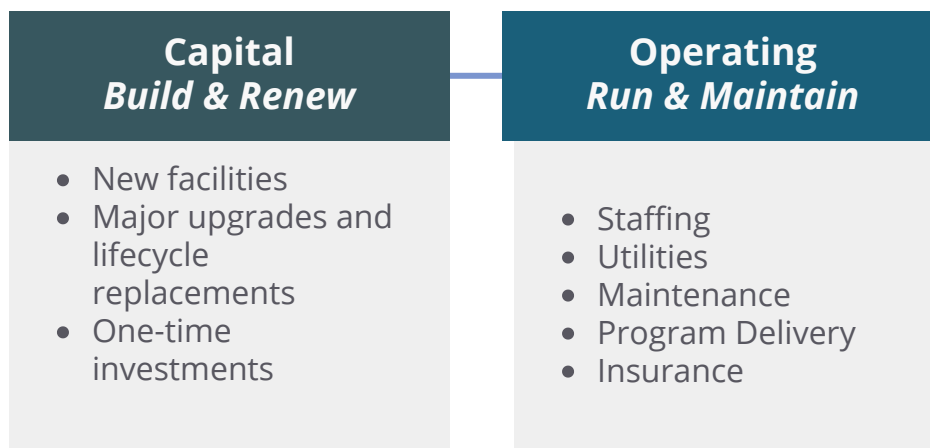 Capital
Build & Renew
• New facilities
• Major upgrades and
lifecycle
replacements
• One-time
investments
Operating
Run & Maintain
• Staffing
• Utilities
• Maintenance
• Program Delivery
• Insurance